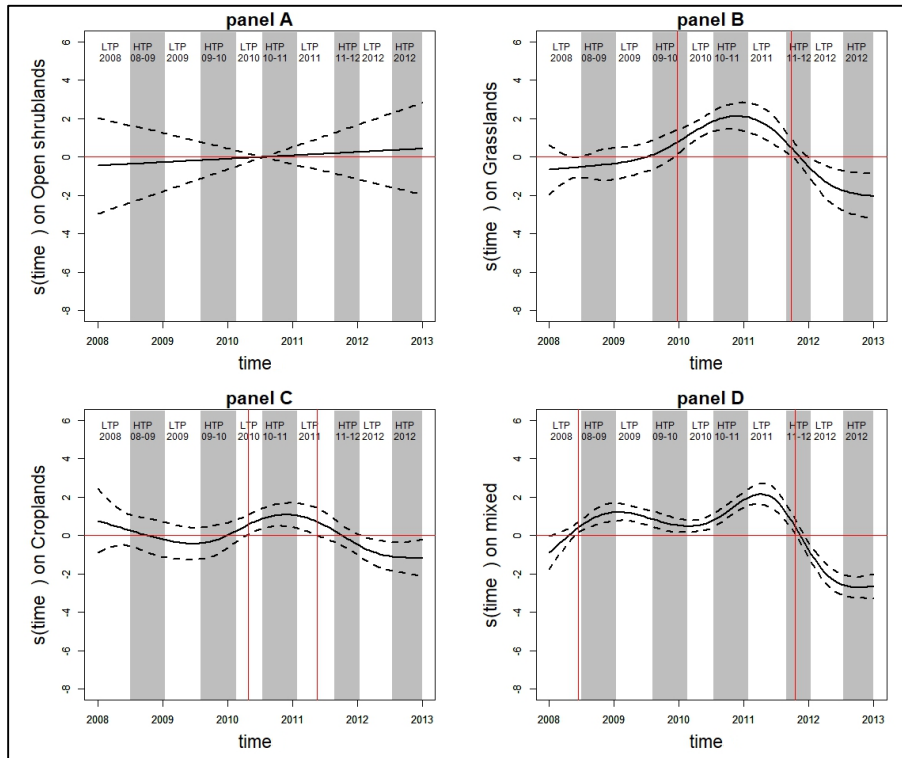 panel A
LTP HTP LTP HTP LTP HTP LTP HTP LTP HTP
2008 08-09 2009 09-10 2010 10-11 2011 11-12 2012 2012
6
4
2
0
-2
-4
-6
-8
s(time ) on Open shrublands
2008 2009 2010 2011 2012 2013
time
panel B
LTP HTP LTP HTP LTP HTP LTP HTP LTP HTP
2008 08-09 2009 09-10 2010 10-11 2011 11-12 2012 2012
6
4
2
0
-2
-4
-6
-8
s(time ) on Grasslands
2008 2009 2010 2011 2012 2013
time
panel C
LTP HTP LTP HTP LTP HTP LTP HTP LTP HTP
2008 08-09 2009 09-10 2010 10-11 2011 11-12 2012 2012
6
4
2
0
-2
-4
-6
-8
s(time ) on Croplands
2008 2009 2010 2011 2012 2013
time
panel D
LTP HTP LTP HTP LTP HTP LTP HTP LTP HTP
2008 08-09 2009 09-10 2010 10-11 2011 11-12 2012 2012
6
4
2
0
-2
-4
-6
-8
s(time ) on mixed
2008 2009 2010 2011 2012 2013
time